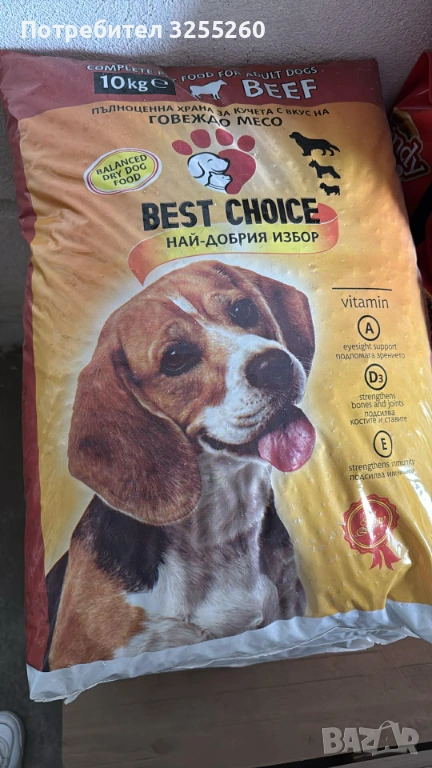 Потребител 3255260
COMPLETE FOOD FOR ADULT DOGS
10kg e BEEF
ПЪЛНОЦЕННА ХРАНА ЗА КУЧЕТА С ВКУС НА
ГОВЕЖДО МЕСО
BALANCED
DRY DOG
FOOD
BEST CHOICE
НАЙ-ДОБРИЯ ИЗБОР
vitamin
A
eyesight support
подпомага зрението
D3
strengthens
bones and joints
подсилва
костите и ставите
E
strengthens immunity
подсилва имунитета
BAZAR